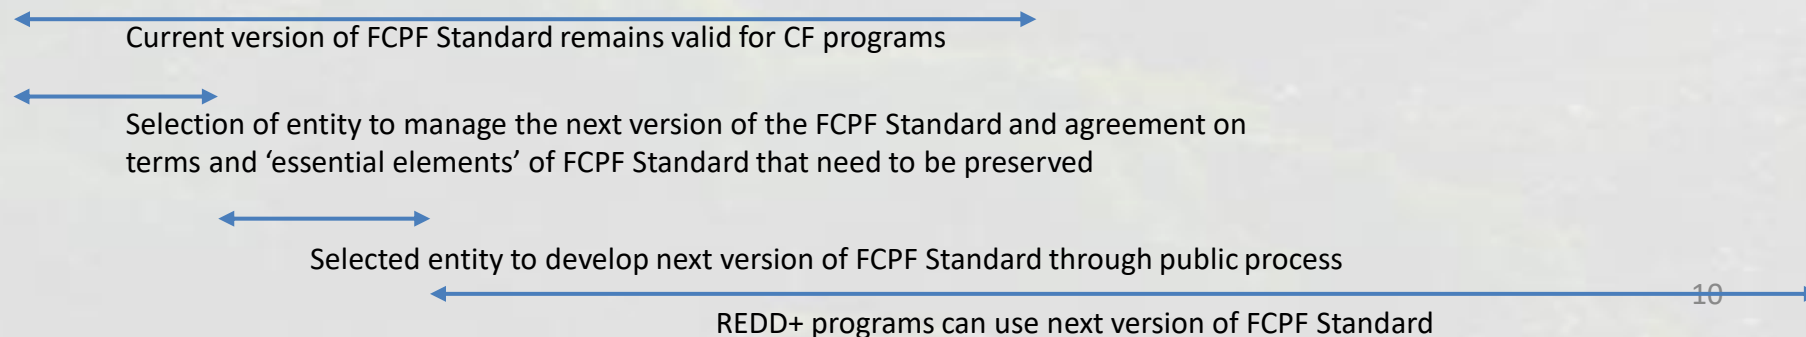 Current version of FCPF Standard remains valid for CF programs
Selection of entity to manage the next version of the FCPF Standard and agreement on
terms and ‘essential elements’ of FCPF Standard that need to be preserved
Selected entity to develop next version of FCPF Standard through public process
10
REDD+ programs can use next version of FCPF Standard